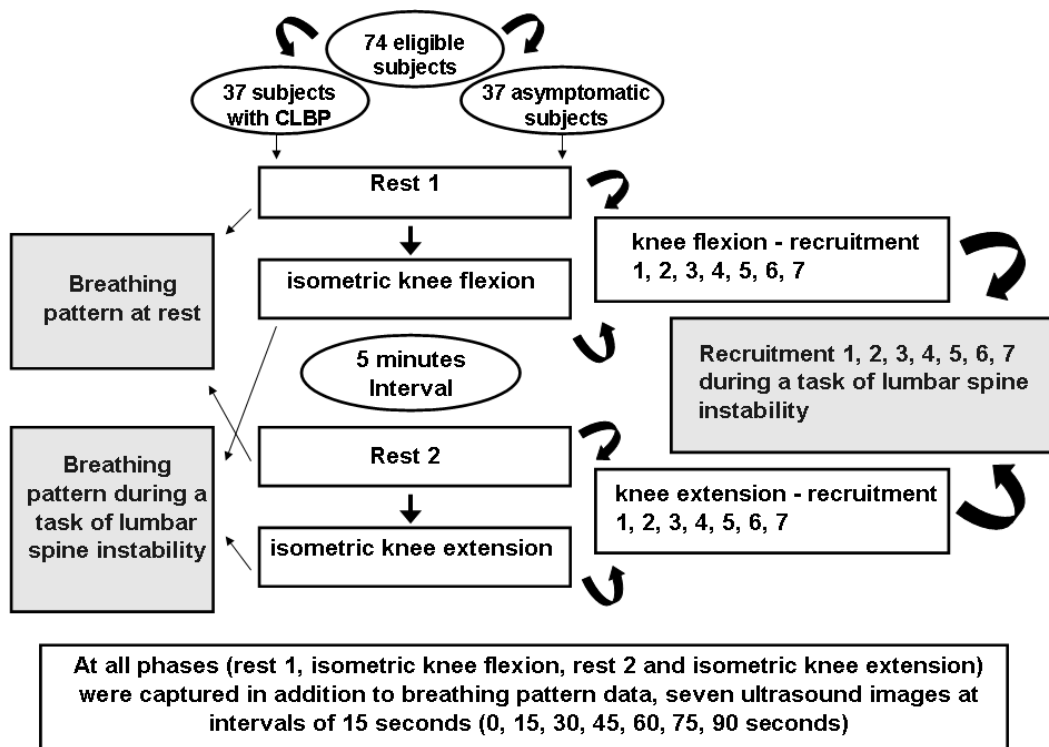 74 eligible
subjects
37 subjects
with CLBP
37 asymptomatic
subjects
Rest 1
knee flexion - recruitment
1, 2, 3, 4, 5, 6, 7
Breathing
pattern at rest
isometric knee flexion
5 minutes
Interval
Recruitment 1, 2, 3, 4, 5, 6, 7
during a task of lumbar spine
instability
Rest 2
Breathing
pattern during a
task of lumbar
spine instability
knee extension - recruitment
1, 2, 3, 4, 5, 6, 7
isometric knee extension
At all phases (rest 1, isometric knee flexion, rest 2 and isometric knee extension)
were captured in addition to breathing pattern data, seven ultrasound images at
intervals of 15 seconds (0, 15, 30, 45, 60, 75, 90 seconds)